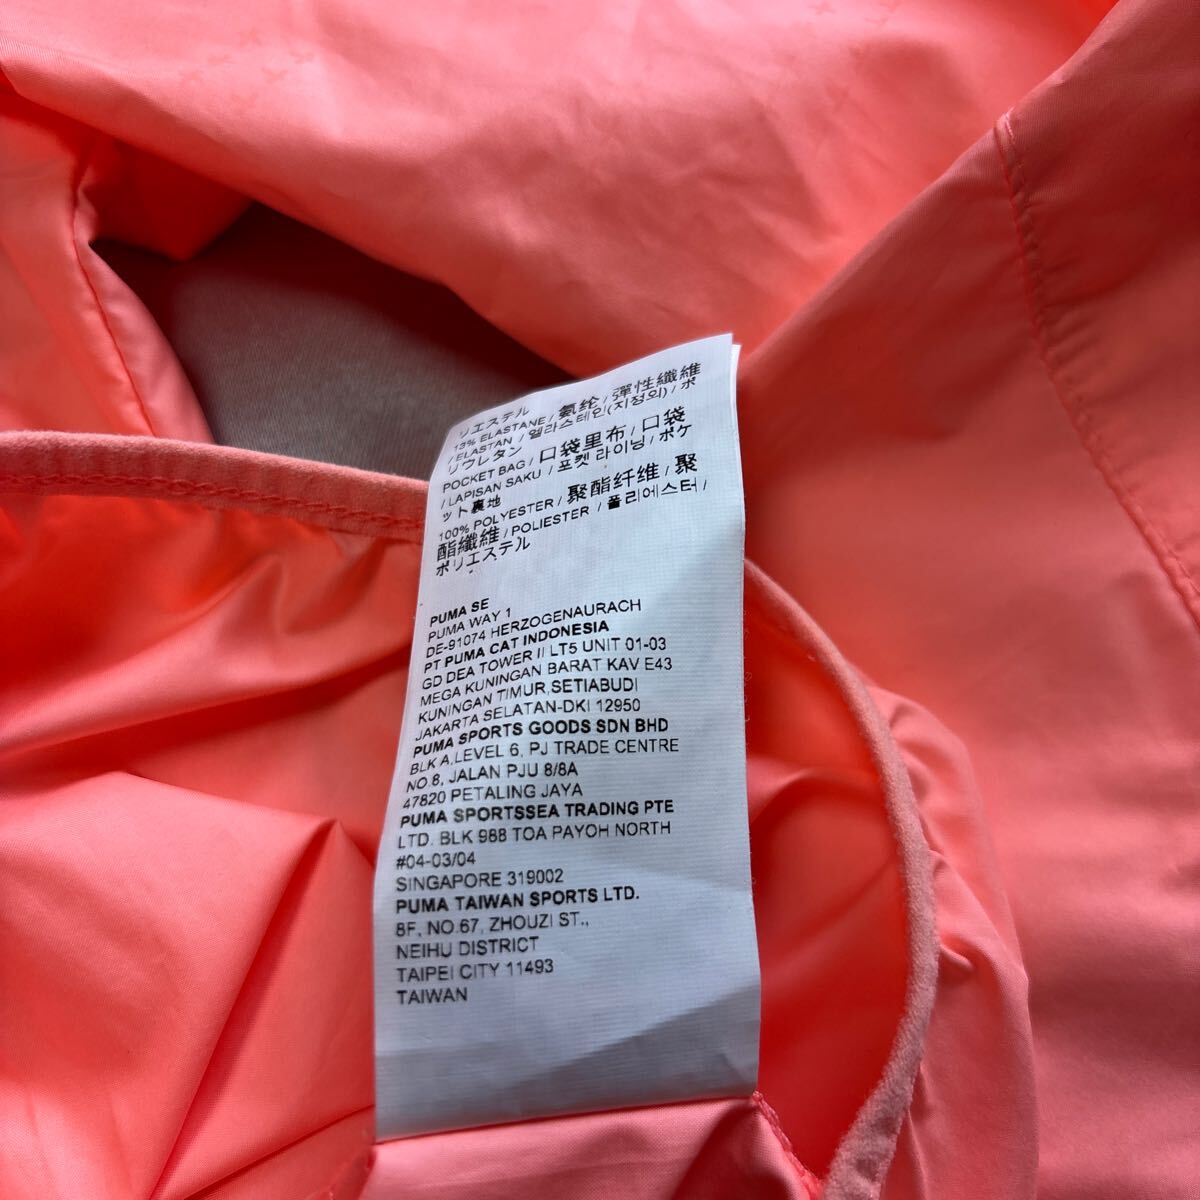 リエステル
13% ELASTANE / 氨纶 / 彈性纖維
/ ELASTAN / 엘라스테인(지정외) / ポ
リウレタン
POCKET BAG / 口袋里布 / 口袋
/ LAPISAN SAKU / 포켓 라이닝 / ポケ
ット裏地
100% POLYESTER / 聚酯纤维 / 聚
酯纖維 / POLIESTER / 폴리에스터 /
ポリエステル
PUMA SE
PUMA WAY 1
DE-91074 HERZOGENAURACH
PT PUMA CAT INDONESIA
GD DEA TOWER II LT5 UNIT 01-03
MEGA KUNINGAN BARAT KAV E43
KUNINGAN TIMUR,SETIABUDI
JAKARTA SELATAN-DKI 12950
PUMA SPORTS GOODS SDN BHD
BLK A,LEVEL 6, PJ TRADE CENTRE
NO.8, JALAN PJU 8/8A
47820 PETALING JAYA
PUMA SPORTSSEA TRADING PTE
LTD. BLK 988 TOA PAYOH NORTH
#04-03/04
SINGAPORE 319002
PUMA TAIWAN SPORTS LTD.
8F, NO.67, ZHOUZI ST.,
NEIHU DISTRICT
TAIPEI CITY 11493
TAIWAN